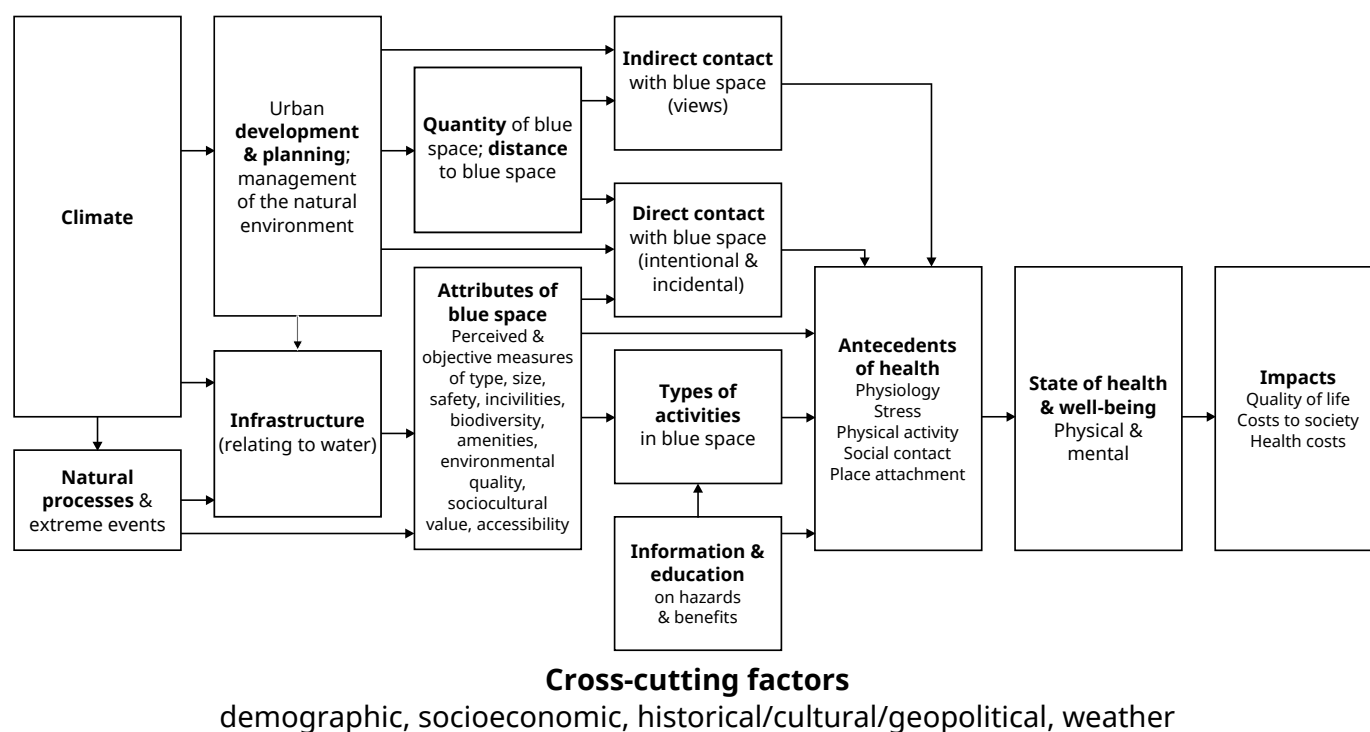 Climate
Natural
processes &
extreme events
Urban
development
& planning;
management
of the natural
environment
Infrastructure
(relating to water)
Quantity of blue
space; distance
to blue space
Attributes of
blue space
Perceived &
objective measures
of type, size,
safety, incivilities,
biodiversity,
amenities,
environmental
quality,
sociocultural
value, accessibility
Indirect contact
with blue space
(views)
Direct contact
with blue space
(intentional &
incidental)
Types of
activities
in blue space
Information &
education
on hazards
& benefits
Antecedents
of health
Physiology
Stress
Physical activity
Social contact
Place attachment
State of health
& well-being
Physical &
mental
Impacts
Quality of life
Costs to society
Health costs
Cross-cutting factors
demographic, socioeconomic, historical/cultural/geopolitical, weather